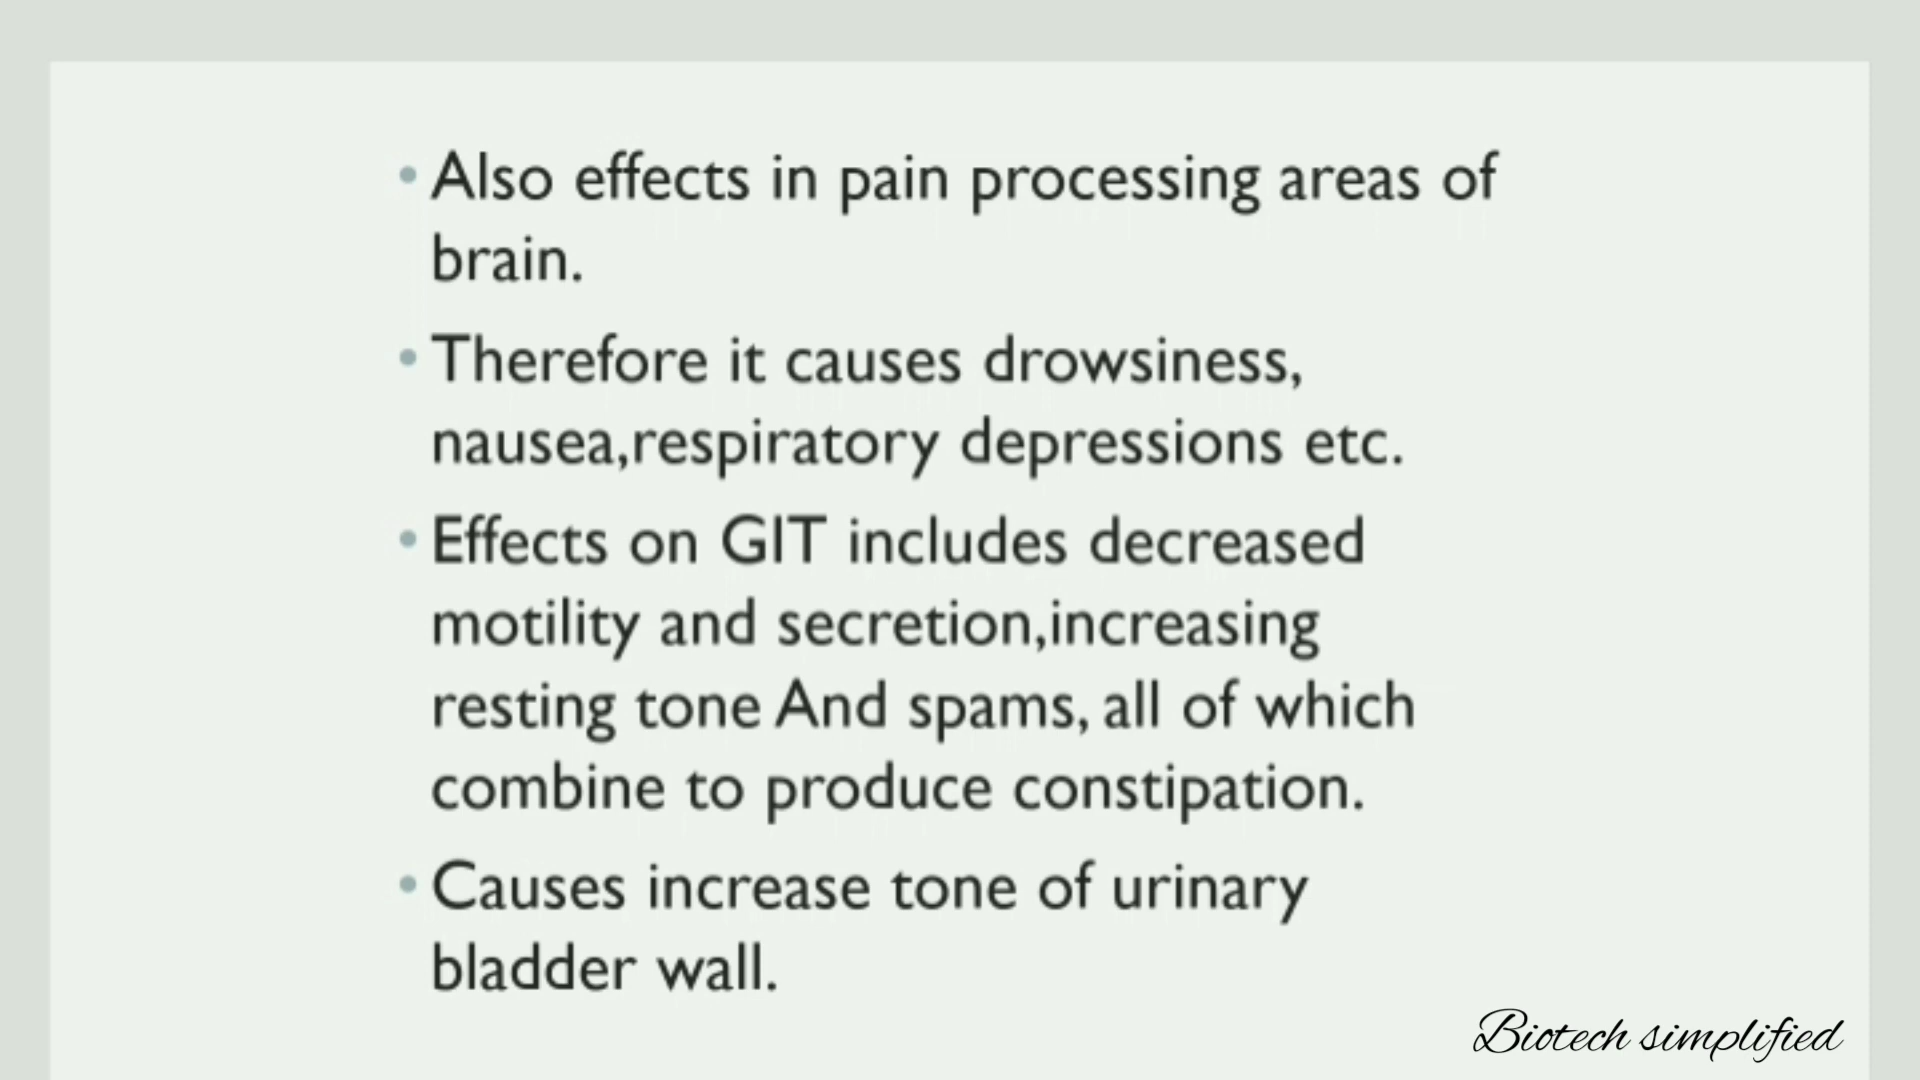 • Also effects in pain processing areas of
brain.
• Therefore it causes drowsiness,
nausea,respiratory depressions etc.
• Effects on GIT includes decreased
motility and secretion,increasing
resting tone And spams, all of which
combine to produce constipation.
• Causes increase tone of urinary
bladder wall.
Biotech simplified